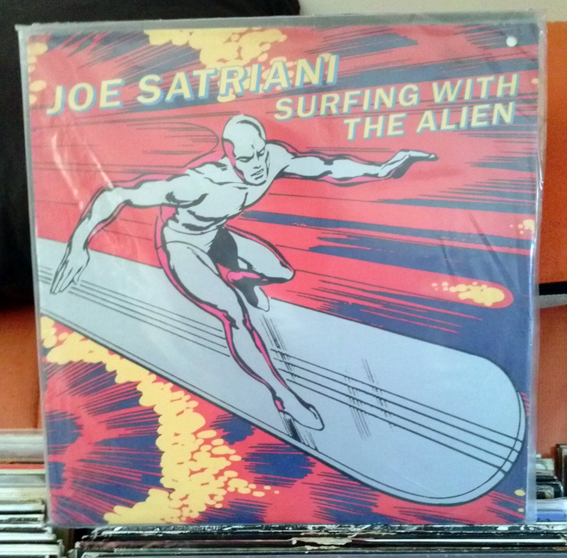 JOE SATRIANI
SURFING WITH
THE ALIEN